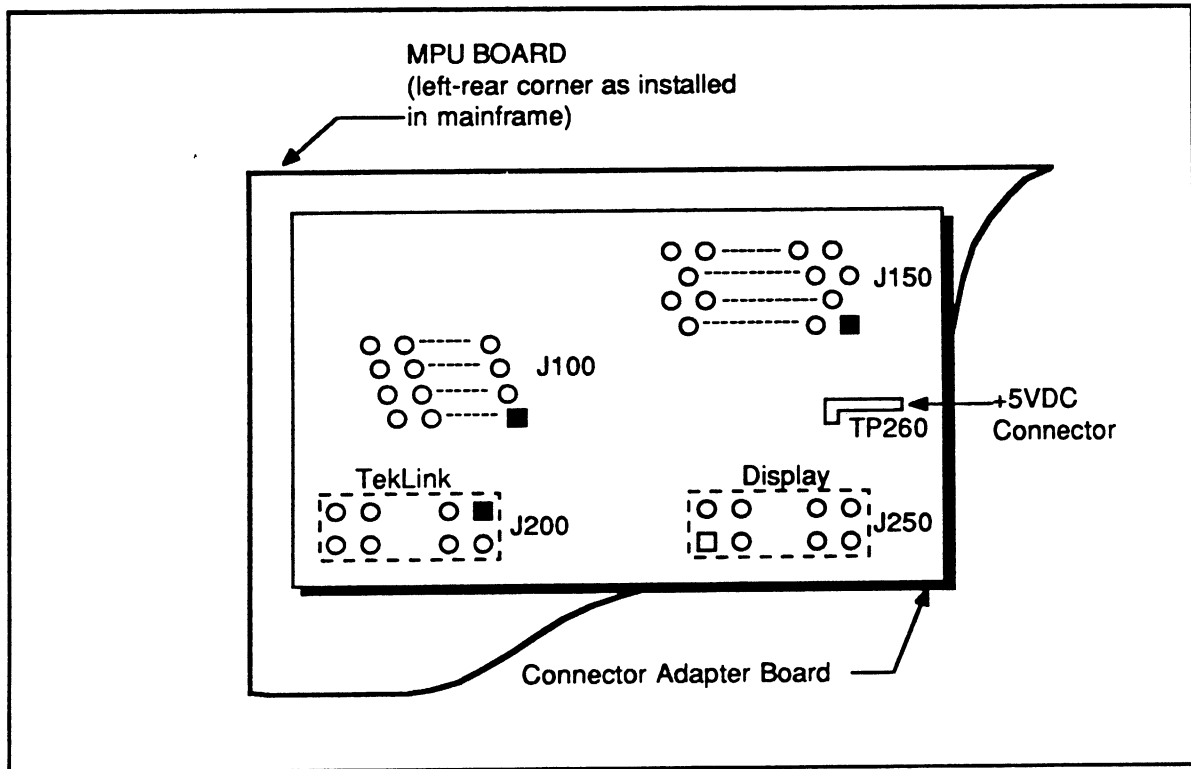 MPU BOARD
(left-rear corner as installed
in mainframe)
J150
J100
+5VDC
Connector
TP260
TekLink
J200
Display
J250
Connector Adapter Board